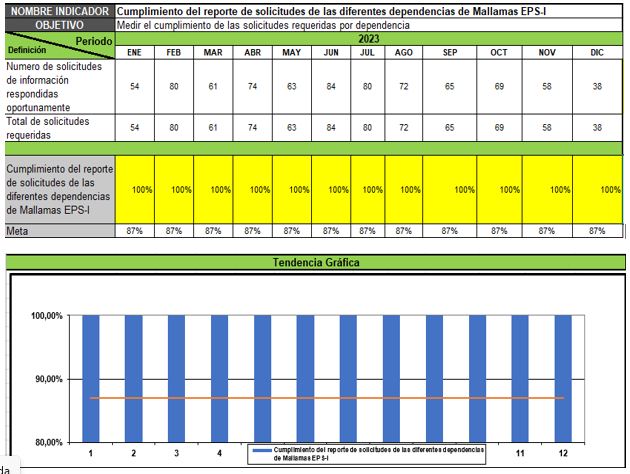 NOMBRE INDICADOR Cumplimiento del reporte de solicitudes de las diferentes dependencias de Mallamas EPS-I
OBJETIVO Medir el cumplimiento de las solicitudes requeridas por dependencia
Definición Periodo 2023
ENE FEB MAR ABR MAY JUN JUL AGO SEP OCT NOV DIC
Numero de solicitudes
de información
respondidas
oportunamente
54 80 61 74 63 84 80 72 65 69 58 38
Total de solicitudes
requeridas
54 80 61 74 63 84 80 72 65 69 58 38
Cumplimiento del reporte
de solicitudes de las
diferentes dependencias
de Mallamas EPS-I
100% 100% 100% 100% 100% 100% 100% 100% 100% 100% 100% 100%
Meta 87% 87% 87% 87% 87% 87% 87% 87% 87% 87% 87% 87%
Tendencia Gráfica
100,00%
90,00%
80,00%
1 2 3 4 11 12
Cumplimiento del reporte de solicitudes de las diferentes dependencias
de Mallamas EPS-I
da